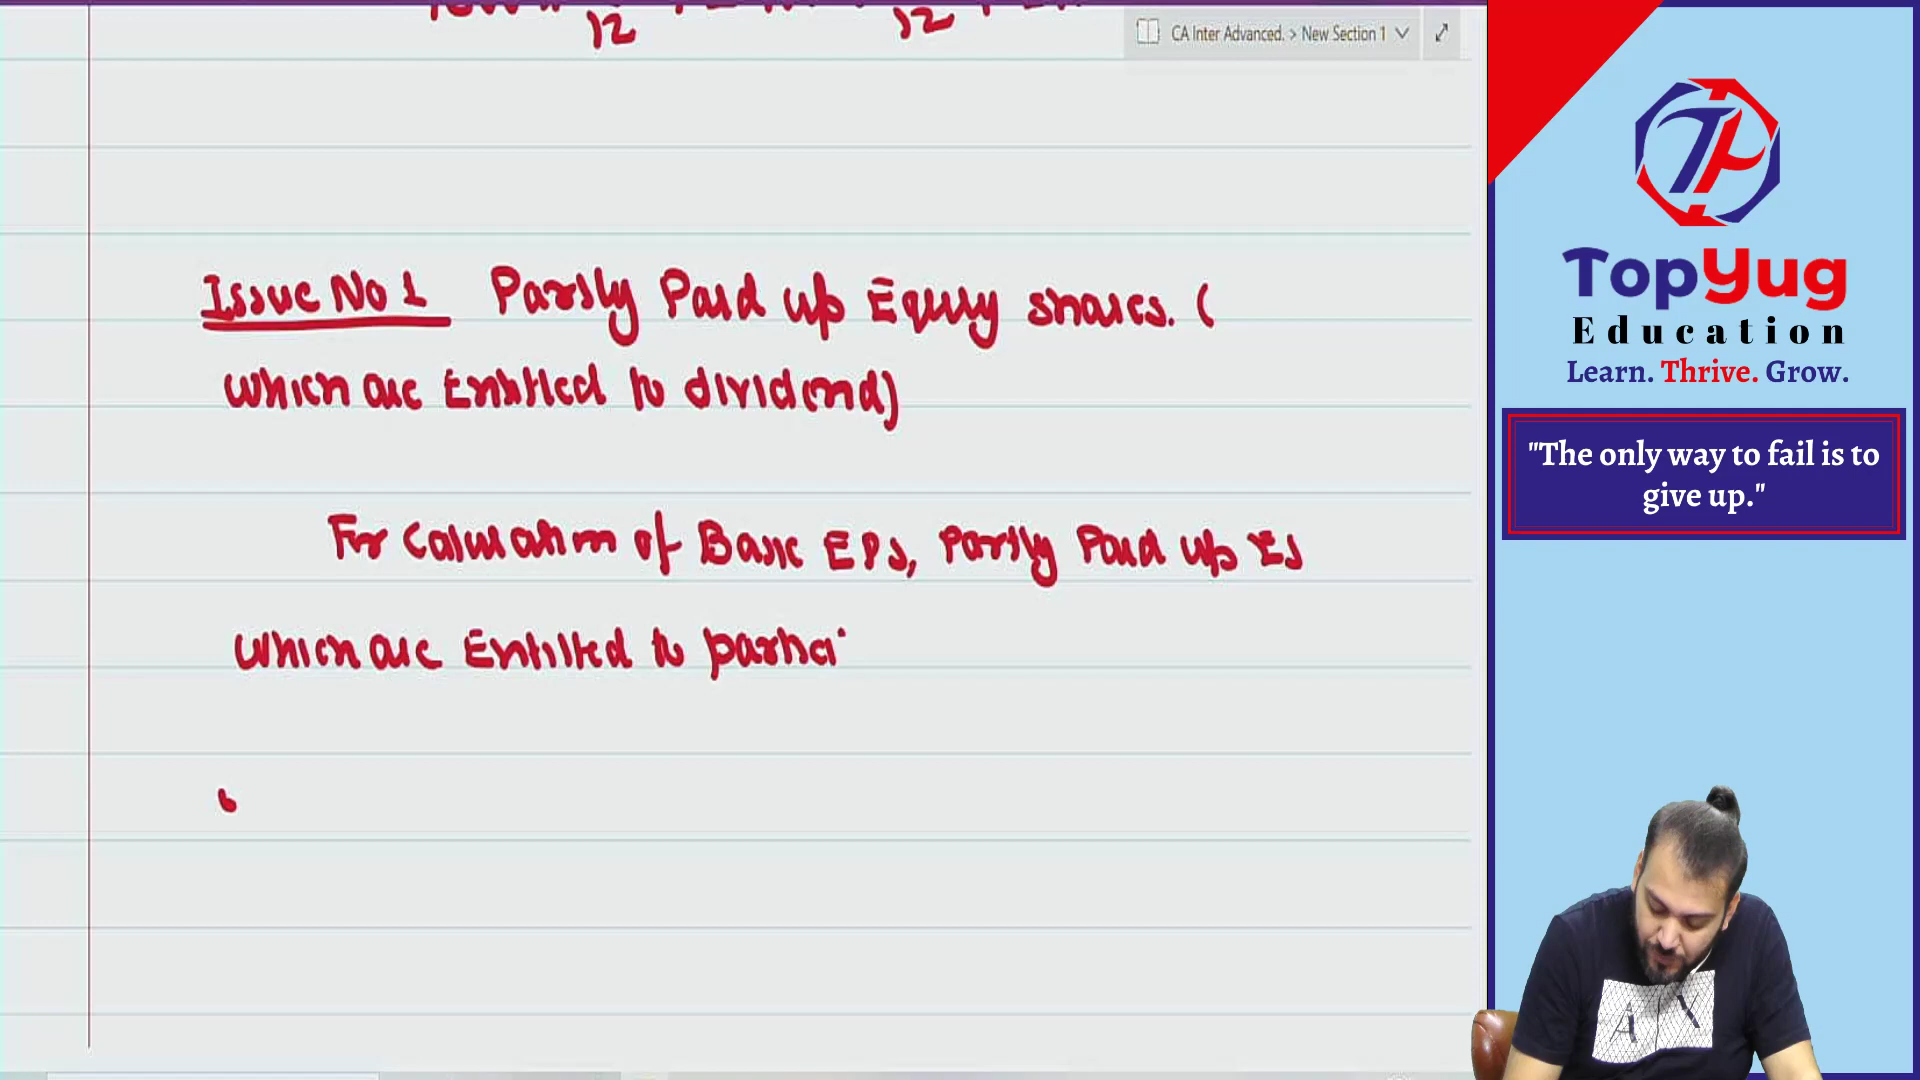 12 12
CA Inter Advanced. > New Section 1
Issue No 1 Partly Paid up Equity shares. (
which are Entitled to dividend)
For Calculation of Basic EPS, Partly Paid up ES
which are Entitled to partici
TopYug
Education
Learn. Thrive. Grow.
"The only way to fail is to
give up."
A X